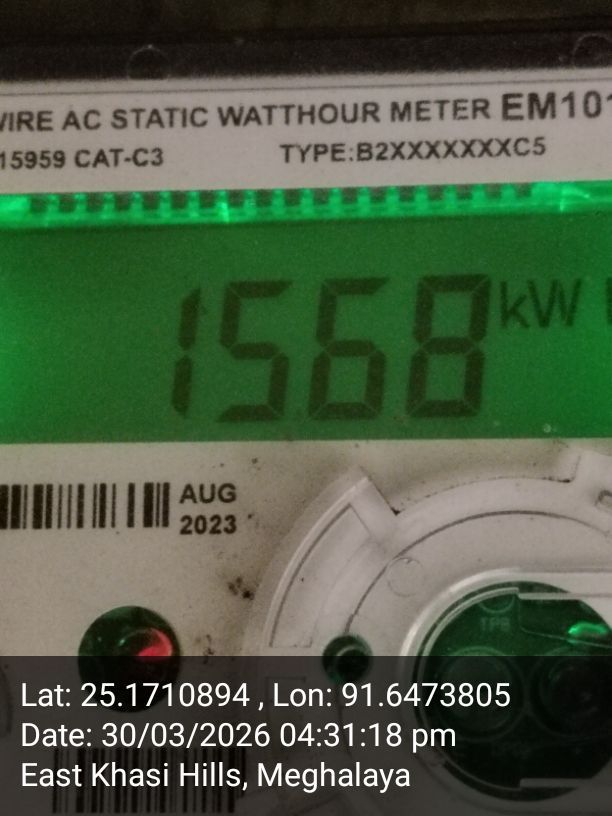 WIRE AC STATIC WATTHOUR METER EM101
15959 CAT-C3 TYPE:B2XXXXXXXC5
1568 kW
AUG
2023
TPB
Lat: 25.1710894 , Lon: 91.6473805
Date: 30/03/2026 04:31:18 pm
East Khasi Hills, Meghalaya